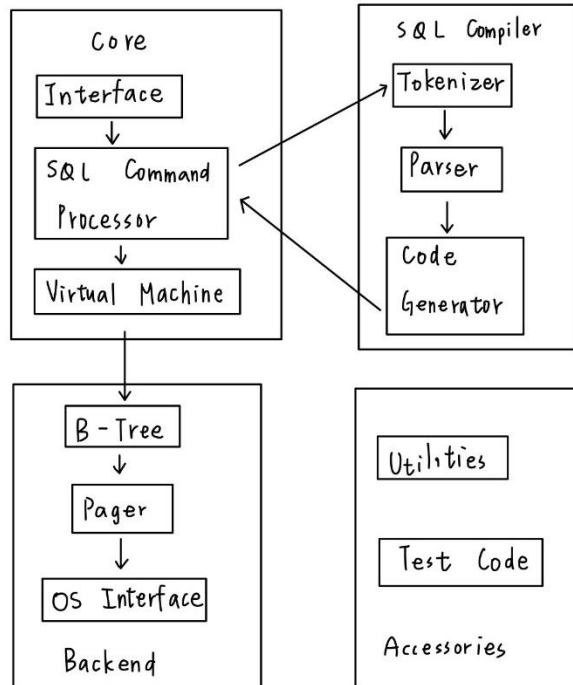 Core
Interface
SQL Command
Processor
Virtual Machine
SQL Compiler
Tokenizer
Parser
Code
Generator
B-Tree
Pager
OS Interface
Backend
Utilities
Test Code
Accessories